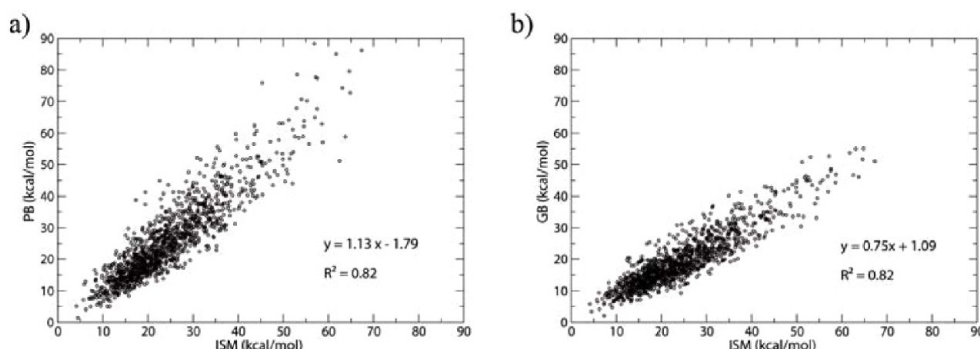 a)
90
80
70
60
50
40
30
20
10
0
PB (kcal/mol)
y = 1.13 x - 1.79
R² = 0.82
0 10 20 30 40 50 60 70 80 90
ISM (kcal/mol)
b)
90
80
70
60
50
40
30
20
10
0
GB (kcal/mol)
y = 0.75x + 1.09
R² = 0.82
0 10 20 30 40 50 60 70 80 90
ISM (kcal/mol)